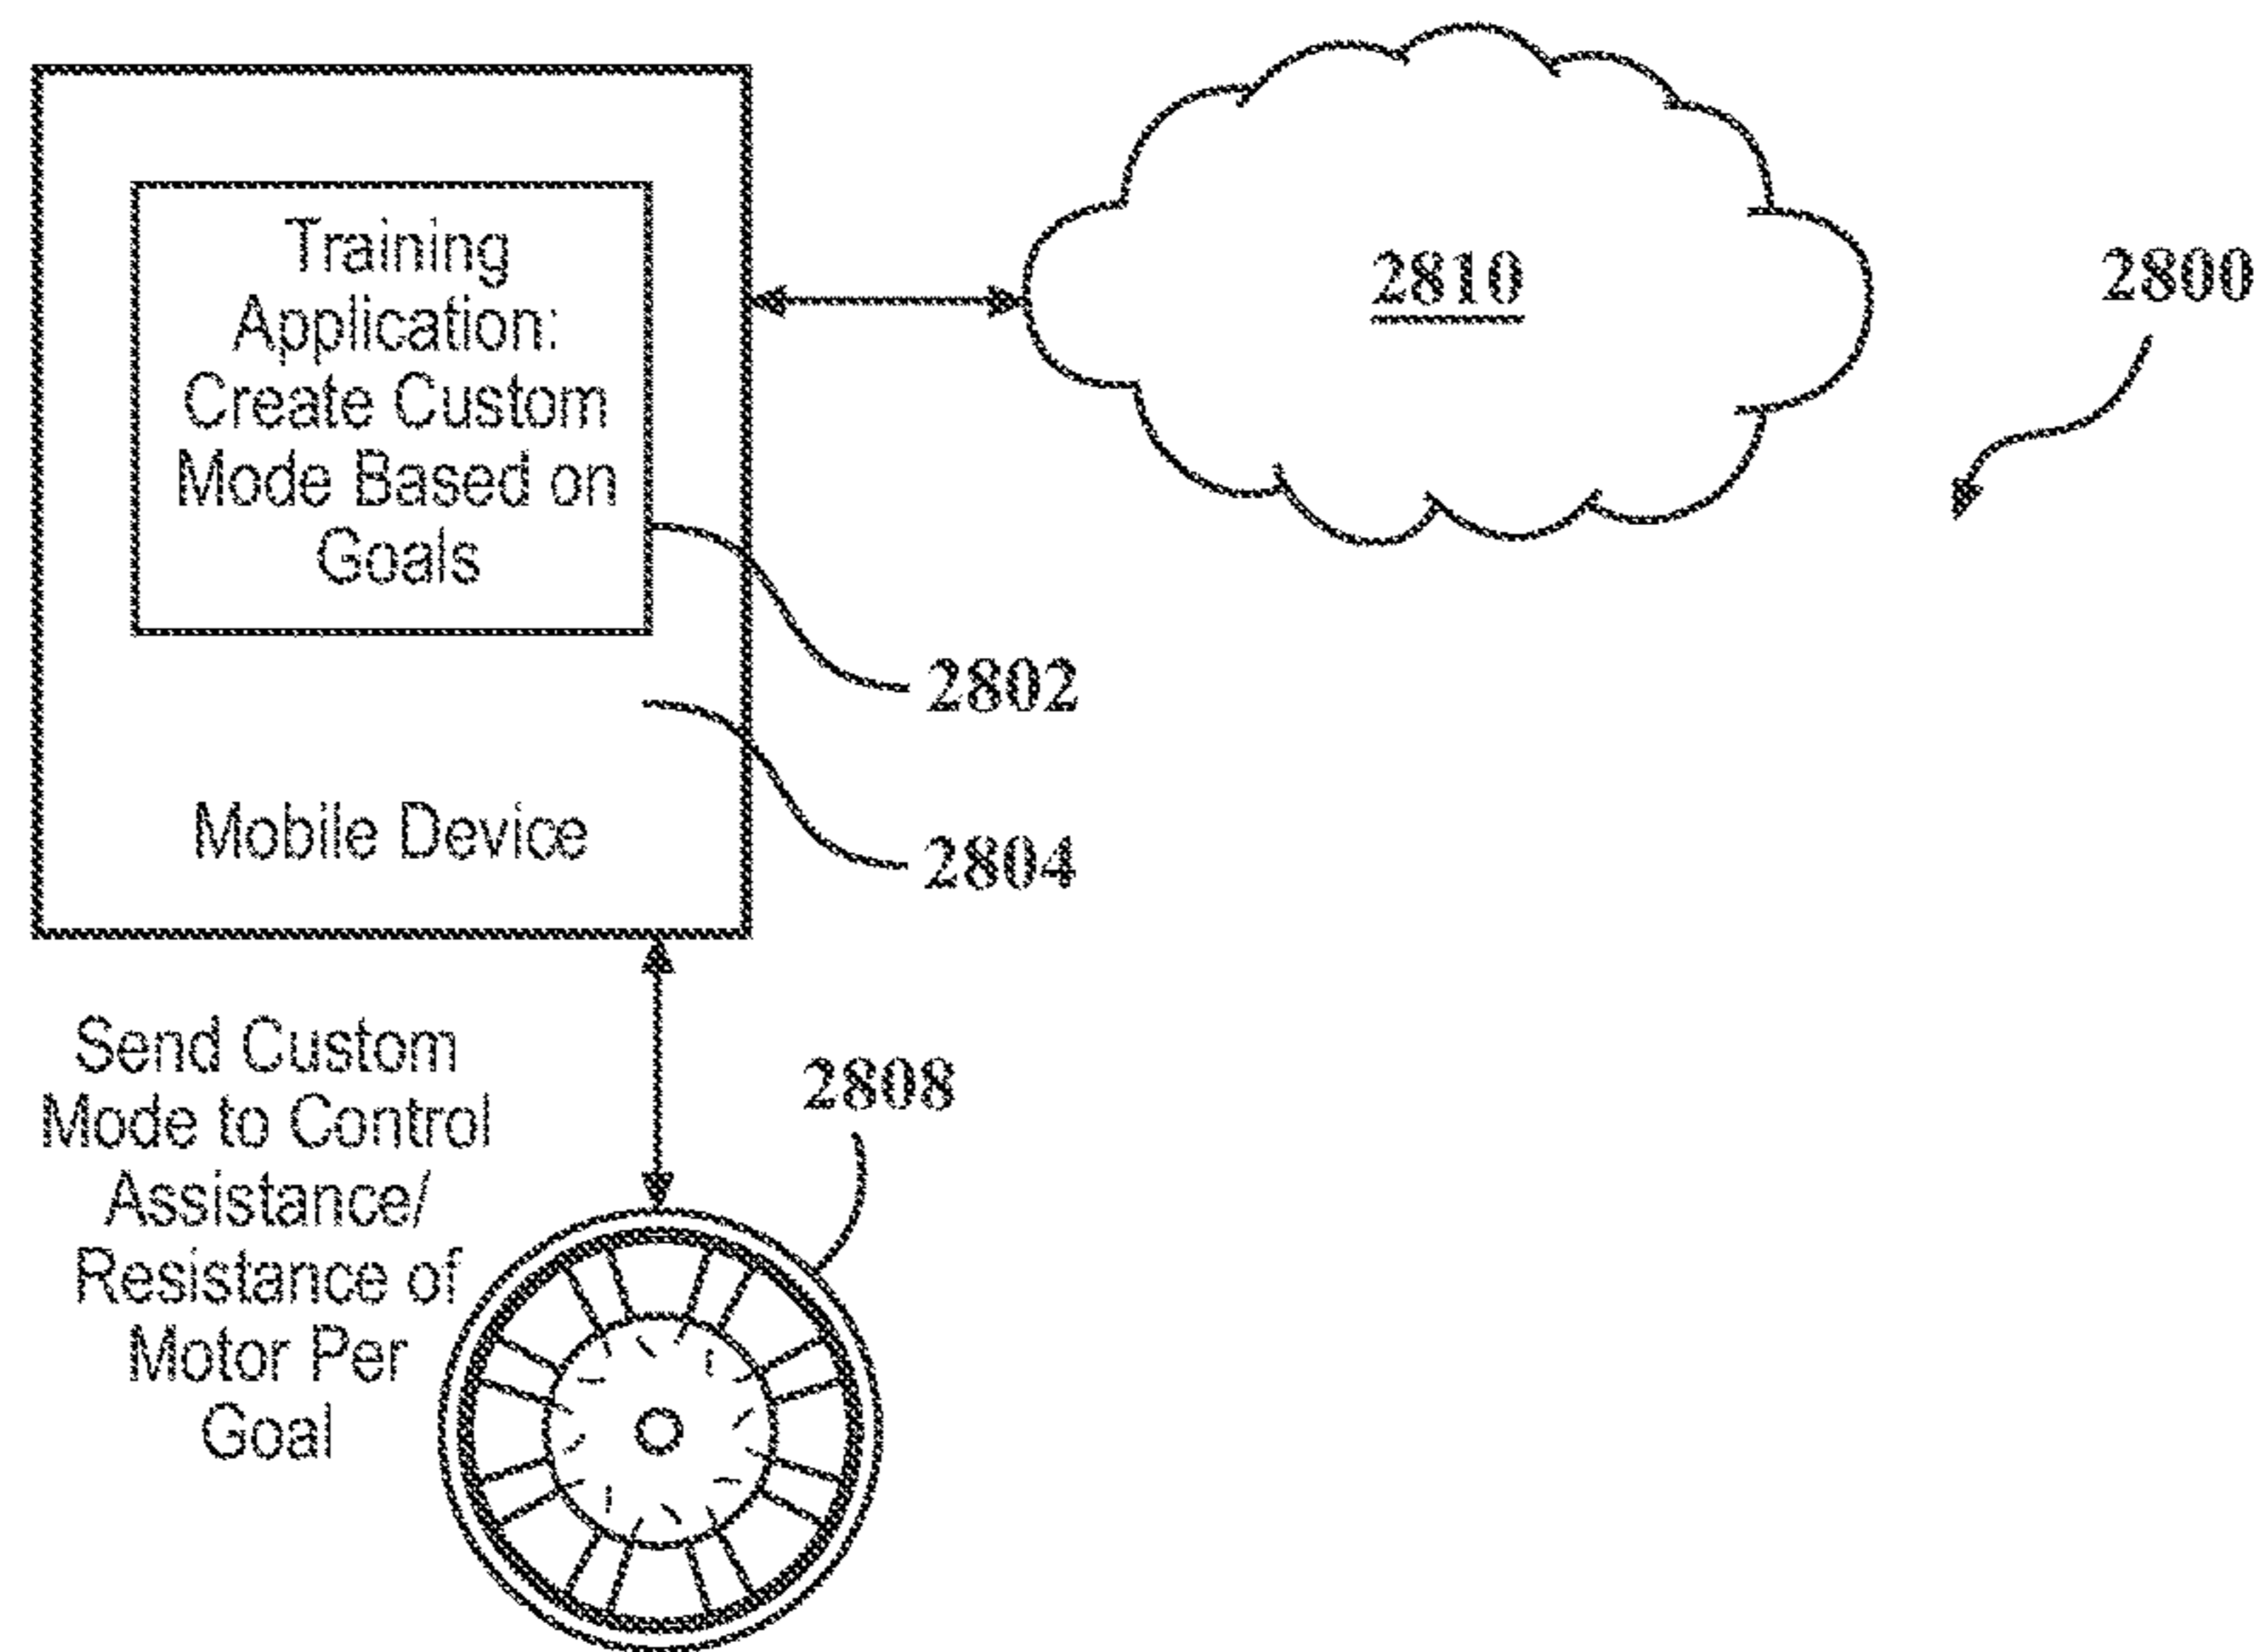 Training
Application:
Create Custom
Mode Based on
Goals
Mobile Device
2810
2800
2802
2804
Send Custom
Mode to Control
Assistance/
Resistance of
Motor Per
Goal
2808